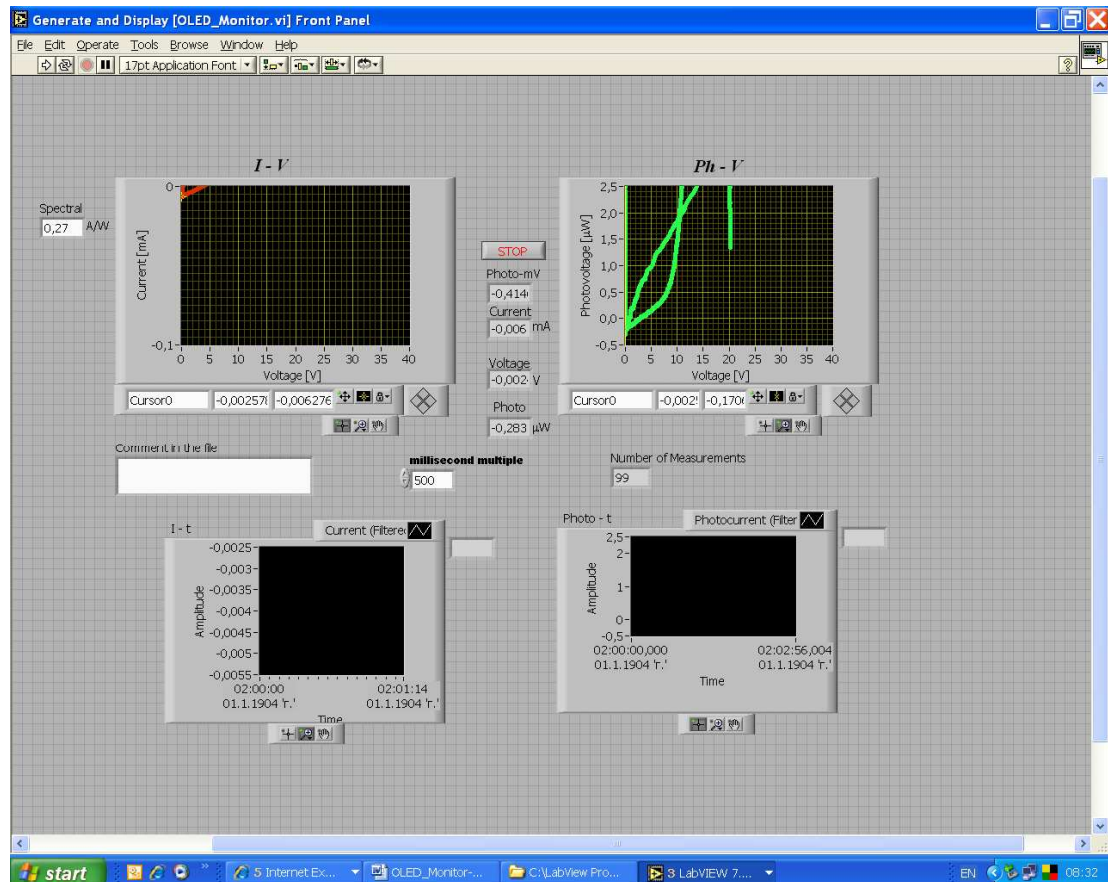 Generate and Display [OLED_Monitor.vi] Front Panel
File Edit Operate Tools Browse Window Help
17pt Application Font
I - V
Ph - V
Spectral
0,27 A/W
Current [mA]
0
-0,1
0 5 10 15 20 25 30 35 40
Voltage [V]
Cursor0 -0,002578 -0,006276
STOP
Photo-mV
-0,414
Current
-0,006 mA
Voltage
-0,002 V
Photo
-0,283 µW
Photovoltage [µW]
2,5
2,0
1,5
1,0
0,5
0,0
-0,5
0 5 10 15 20 25 30 35 40
Voltage [V]
Cursor0 -0,002 -0,170
Comment in the file
millisecond multiple
500
Number of Measurements
99
I - t
Current (Filtered
Amplitude
-0,0025
-0,003
-0,0035
-0,004
-0,0045
-0,005
-0,0055
02:00:00 02:01:14
01.1.1904 'г.' 01.1.1904 'г.'
Time
Photo - t
Photocurrent (Filter
Amplitude
2,5
2
1
0
-0,5
02:00:00,000 02:02:56,004
01.1.1904 'г.' 01.1.1904 'г.'
Time
start 5 Internet Ex... OLED_Monitor-... C:\LabView Pro... 3 LabVIEW 7.... EN 08:32